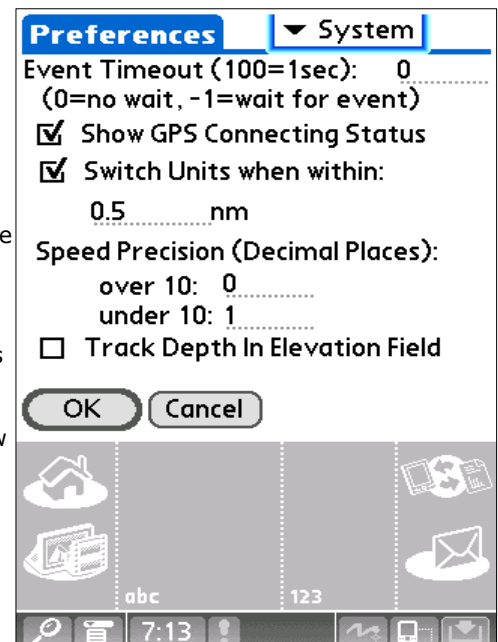 Preferences ▼ System
Event Timeout (100=1sec): 0
(0=no wait, -1=wait for event)
Show GPS Connecting Status
Switch Units when within:
0.5 nm
Speed Precision (Decimal Places):
over 10: 0
under 10: 1
Track Depth In Elevation Field
OK Cancel
abc 123
7:13